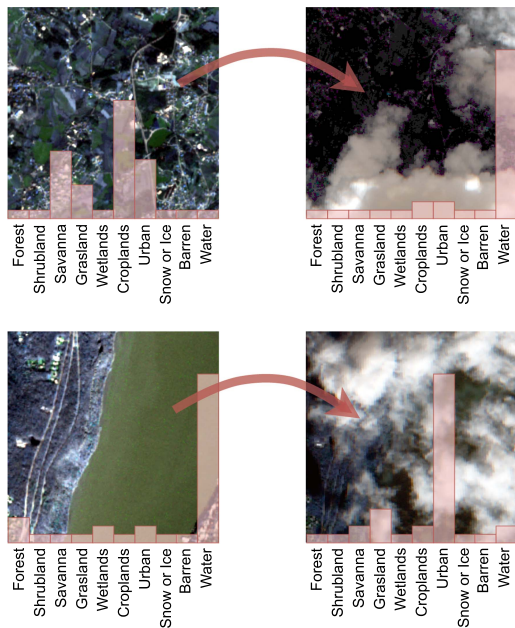 Forest
Shrubland
Savanna
Grasland
Wetlands
Croplands
Urban
Snow or Ice
Barren
Water
Forest
Shrubland
Savanna
Grasland
Wetlands
Croplands
Urban
Snow or Ice
Barren
Water
Forest
Shrubland
Savanna
Grasland
Wetlands
Croplands
Urban
Snow or Ice
Barren
Water
Forest
Shrubland
Savanna
Grasland
Wetlands
Croplands
Urban
Snow or Ice
Barren
Water